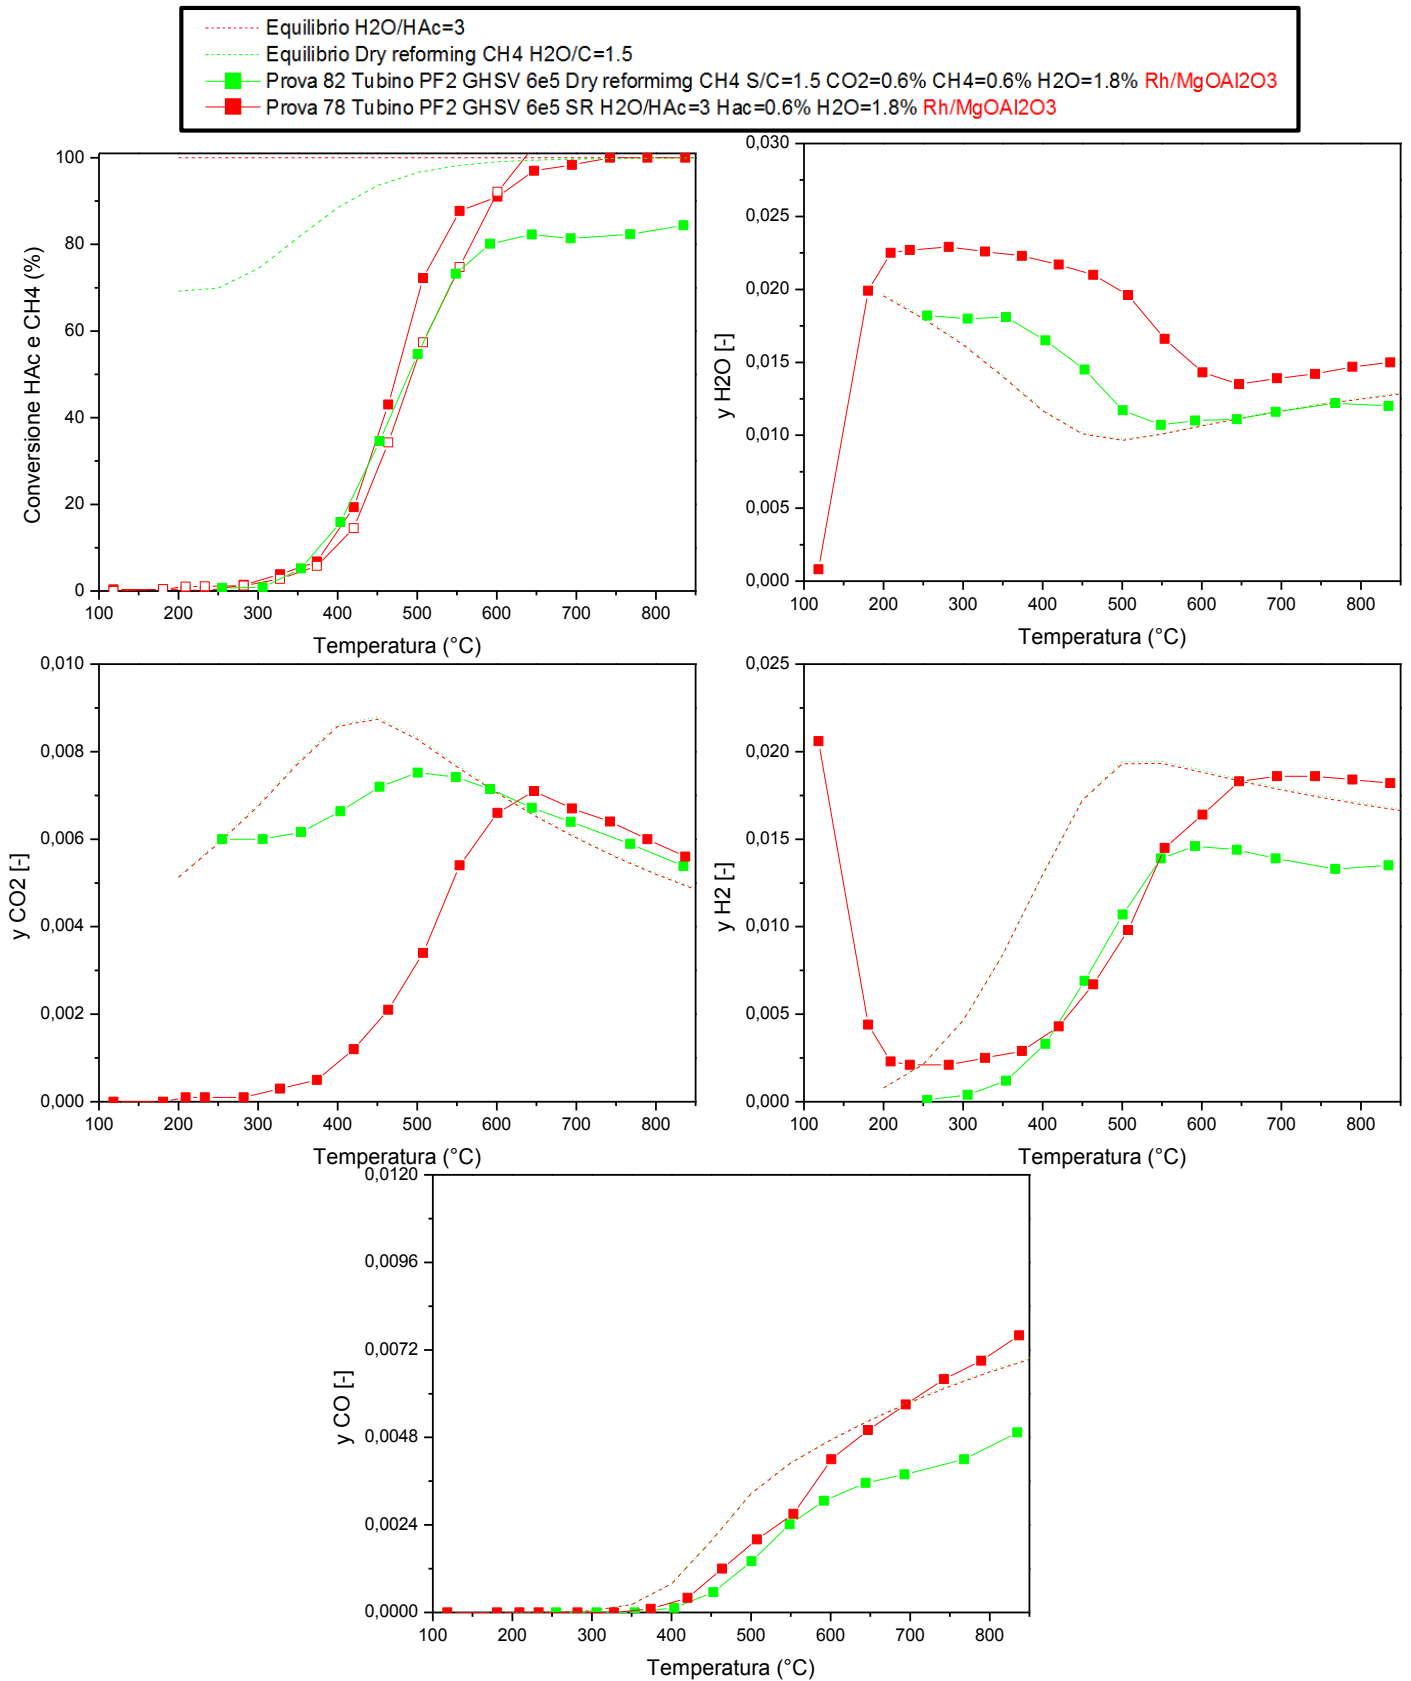 Equilibrio H2O/HAc=3
Equilibrio Dry reforming CH4 H2O/C=1.5
Prova 82 Tubino PF2 GHSV 6e5 Dry reformimg CH4 S/C=1.5 CO2=0.6% CH4=0.6% H2O=1.8% Rh/MgOAl2O3
Prova 78 Tubino PF2 GHSV 6e5 SR H2O/HAc=3 Hac=0.6% H2O=1.8% Rh/MgOAl2O3
Conversione HAc e CH4 (%)
100
80
60
40
20
0
100 200 300 400 500 600 700 800
Temperatura (°C)
y H2O [-]
0,030
0,025
0,020
0,015
0,010
0,005
0,000
100 200 300 400 500 600 700 800
Temperatura (°C)
y CO2 [-]
0,010
0,008
0,006
0,004
0,002
0,000
100 200 300 400 500 600 700 800
Temperatura (°C)
y H2 [-]
0,025
0,020
0,015
0,010
0,005
0,000
100 200 300 400 500 600 700 800
Temperatura (°C)
y CO [-]
0,0120
0,0096
0,0072
0,0048
0,0024
0,0000
100 200 300 400 500 600 700 800
Temperatura (°C)